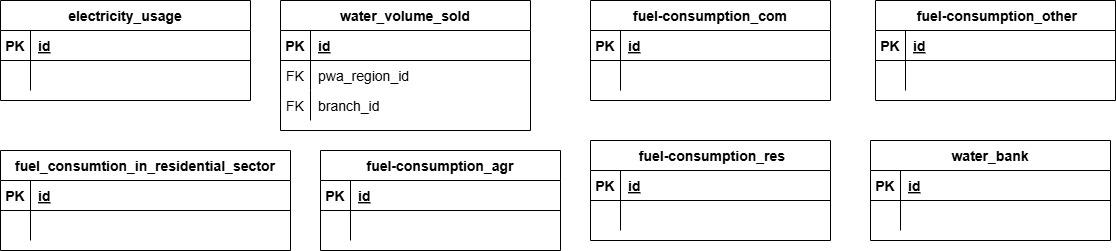 electricity_usage
PK id
water_volume_sold
PK id
FK pwa_region_id
FK branch_id
fuel-consumption_com
PK id
fuel-consumption_other
PK id
fuel_consumtion_in_residential_sector
PK id
fuel-consumption_agr
PK id
fuel-consumption_res
PK id
water_bank
PK id